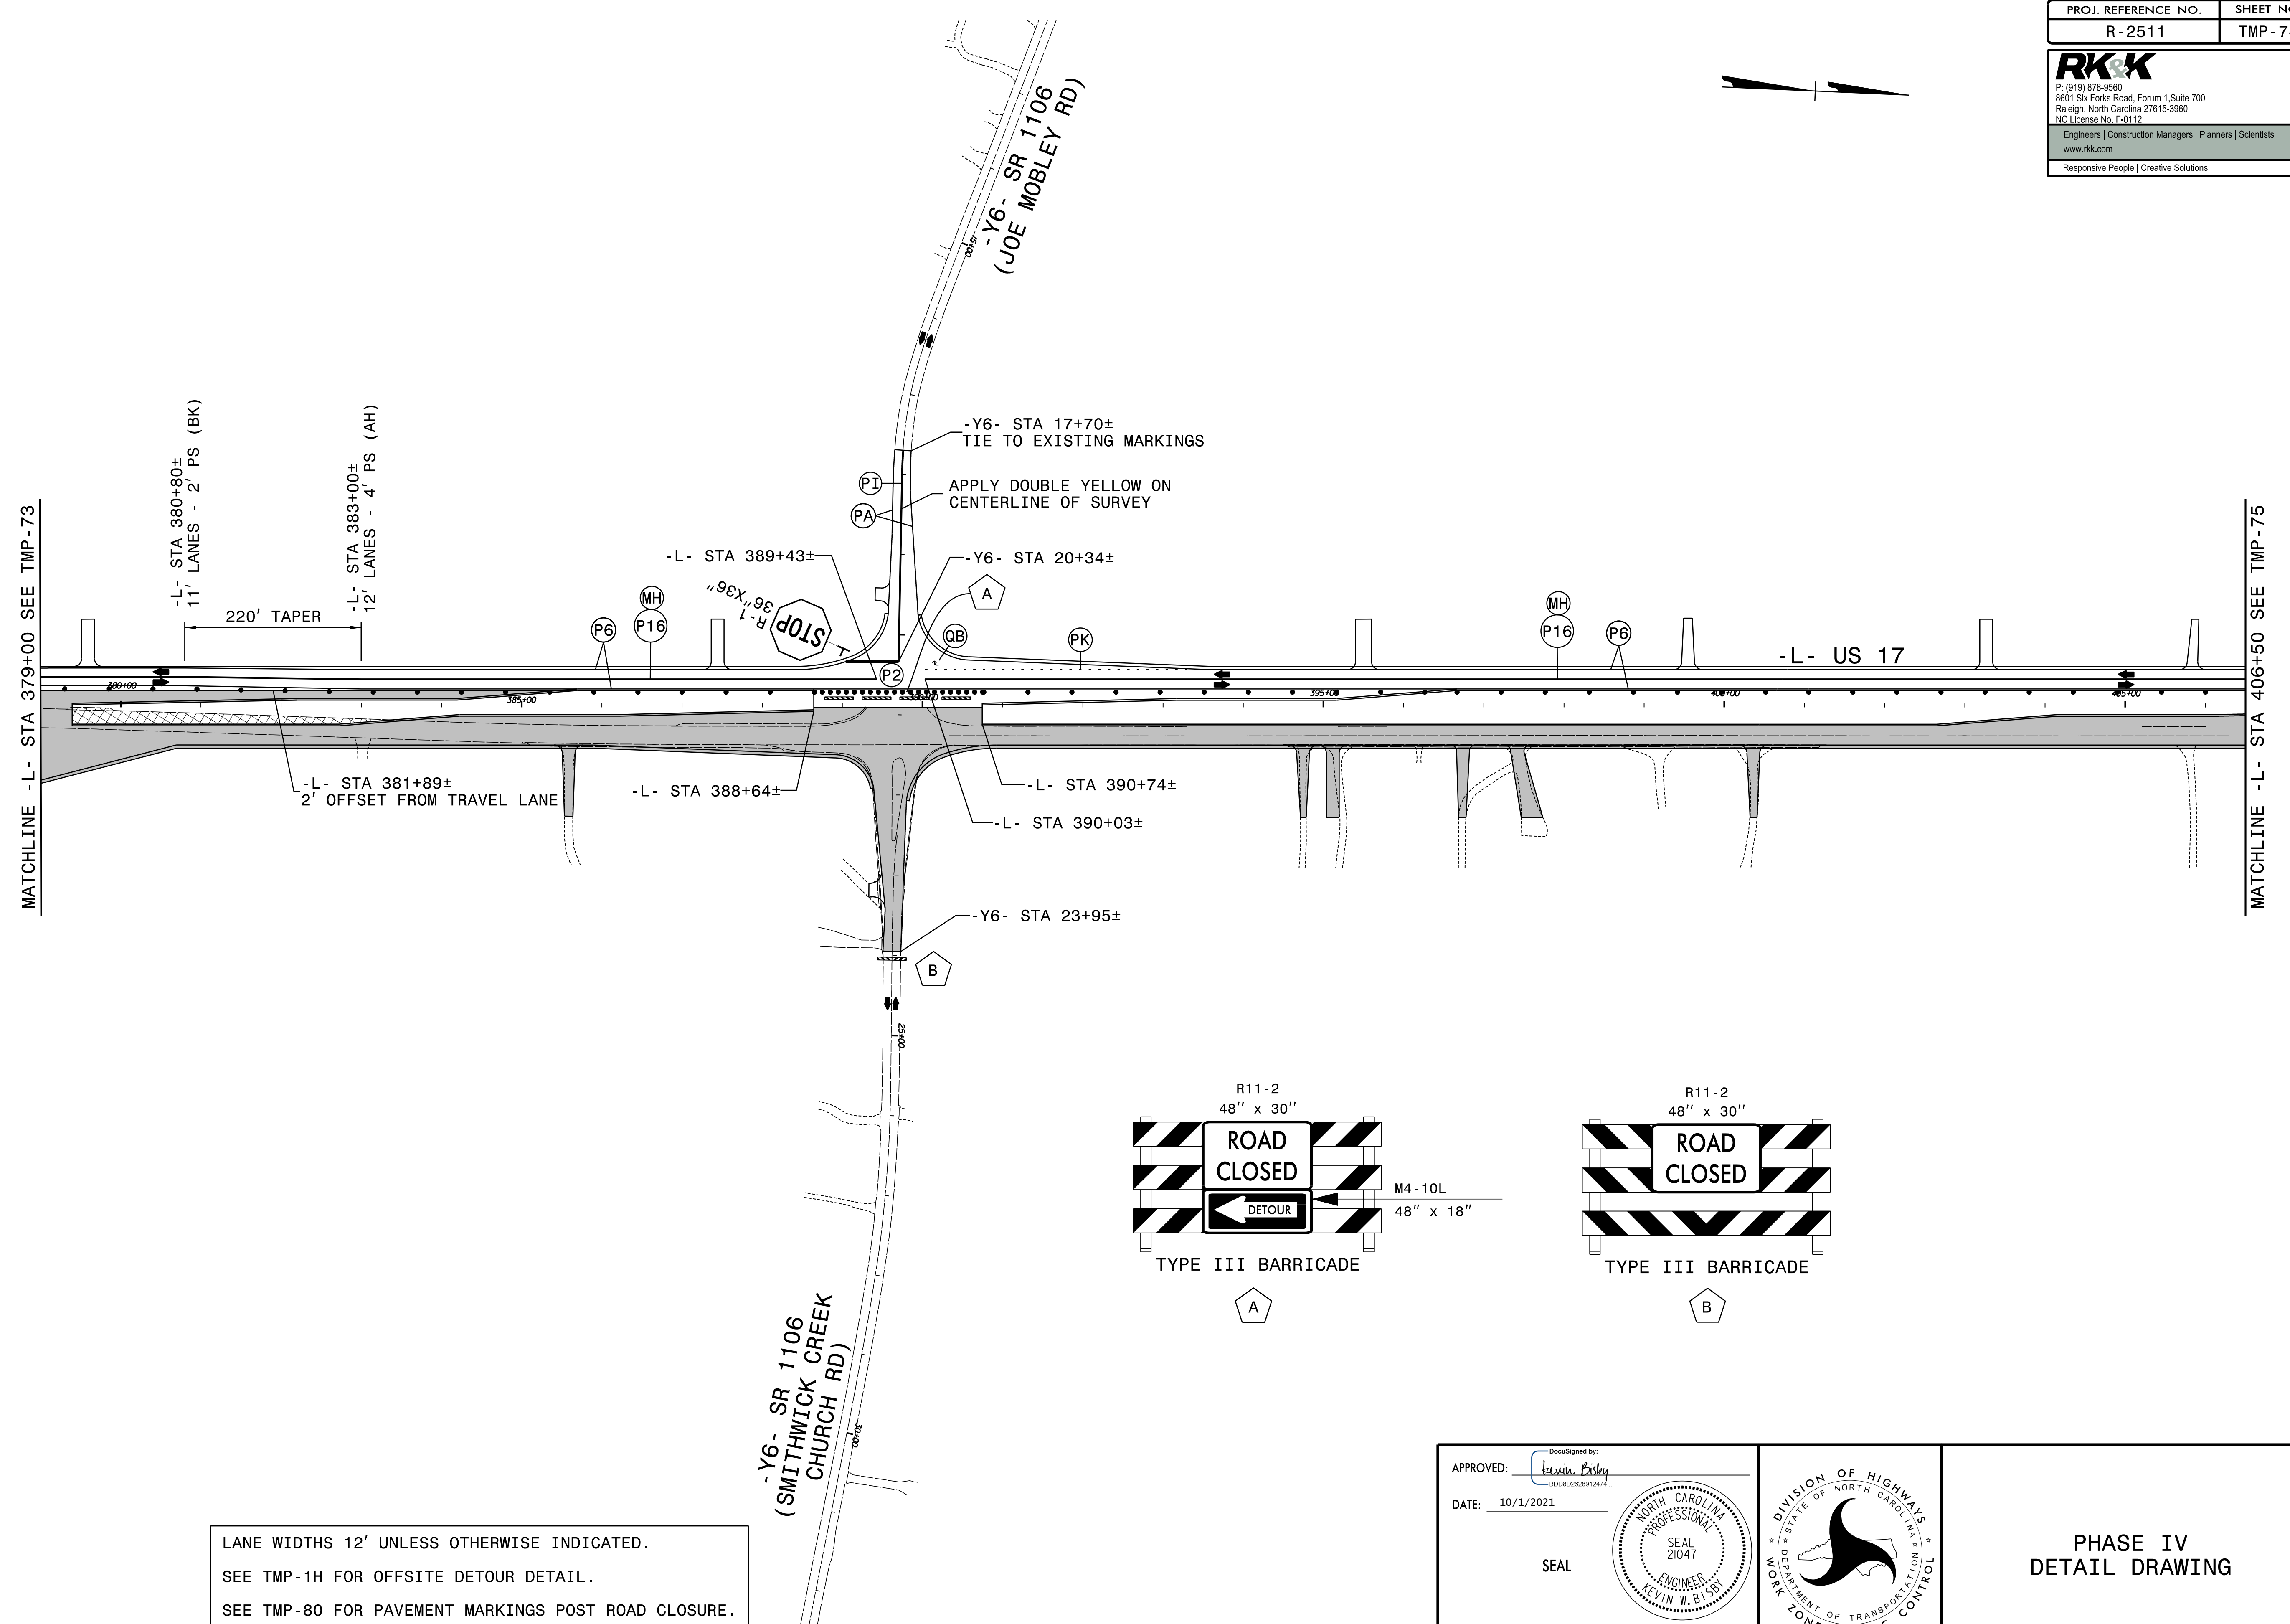 PROJ. REFERENCE NO.
R-2511
RK&K
P: (919) 878-9560
8601 Six Forks Road, Forum 1, Suite 700
Raleigh, North Carolina 27615-3960
NC License No. F-0112
Engineers | Construction Managers | Planners | Scientists
www.rkk.com
Responsive People | Creative Solutions
-Y6- SR 1106
(JOE MOBLEY RD)
15+00
-Y6- STA 17+70±
TIE TO EXISTING MARKINGS
PI
APPLY DOUBLE YELLOW ON
CENTERLINE OF SURVEY
PA
-L- STA 380+80±
11' LANES - 2' PS (BK)
-L- STA 383+00±
12' LANES - 4' PS (AH)
220' TAPER
-L- STA 389+43±
-Y6- STA 20+34±
A
36"X36"
R-1
STOP
P6
MH
P16
QB
PK
MH
P16
P6
P2
-L- US 17
MATCHLINE -L- STA 379+00 SEE TMP-73
MATCHLINE -L- STA 406+50 SEE TMP-75
380+00
385+00
390+00
395+00
400+00
405+00
-L- STA 381+89±
2' OFFSET FROM TRAVEL LANE
-L- STA 388+64±
-L- STA 390+74±
-L- STA 390+03±
-Y6- STA 23+95±
B
25+00
30+00
-Y6- SR 1106
(SMITHWICK CREEK
CHURCH RD)
R11-2
48" x 30"
ROAD
CLOSED
DETOUR
M4-10L
48" x 18"
TYPE III BARRICADE
A
R11-2
48" x 30"
ROAD
CLOSED
TYPE III BARRICADE
B
LANE WIDTHS 12' UNLESS OTHERWISE INDICATED.
SEE TMP-1H FOR OFFSITE DETOUR DETAIL.
SEE TMP-80 FOR PAVEMENT MARKINGS POST ROAD CLOSURE.
APPROVED:
DocuSigned by:
Kevin Bisby
BDD8D2628912474...
DATE: 10/1/2021
SEAL
NORTH CAROLINA
PROFESSIONAL
SEAL
21047
ENGINEER
KEVIN W. BISBY
DIVISION OF HIGHWAYS
STATE OF NORTH CAROLINA
DEPARTMENT OF TRANSPORTATION
WORK
CONTROL
PHASE IV
DETAIL DRAWING